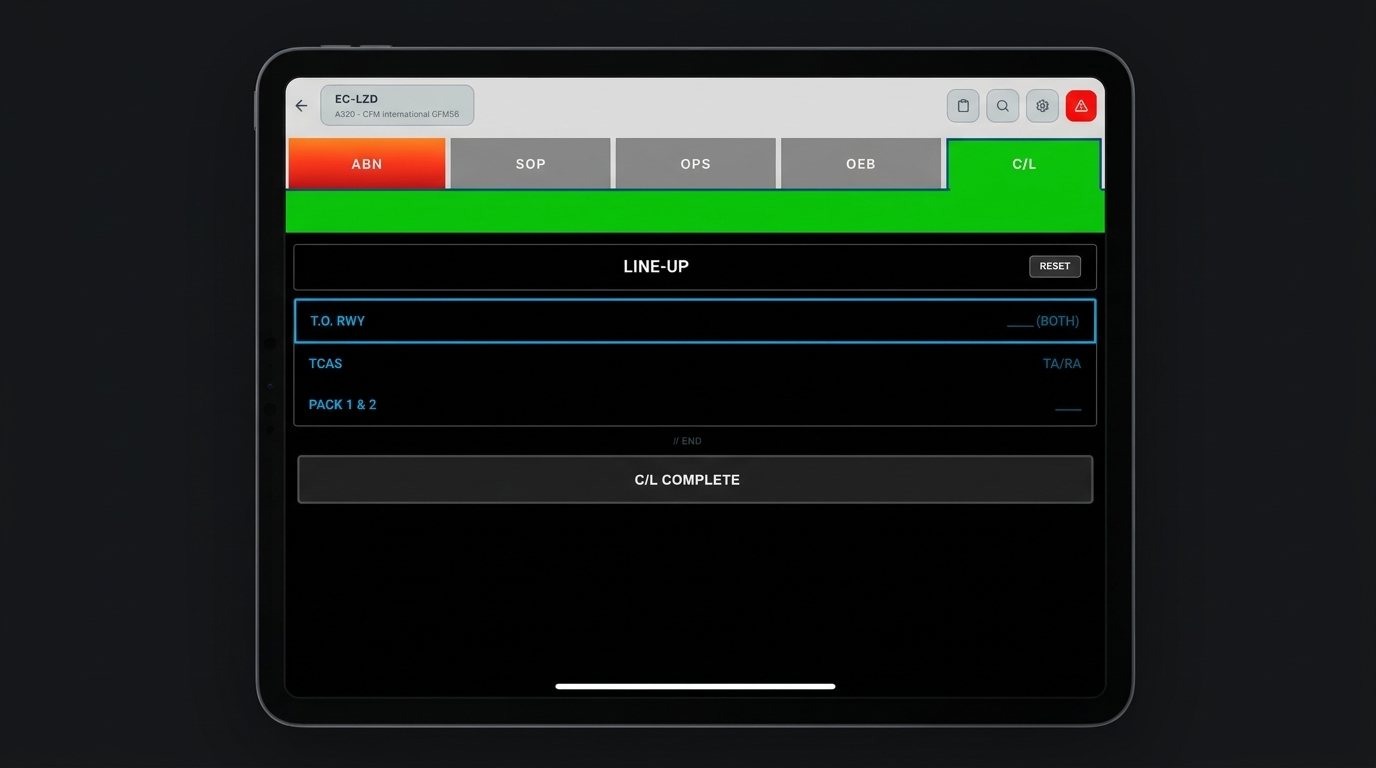 EC-LZD
A320 - CFM international GFM56
ABN
SOP
OPS
OEB
C/L
LINE-UP
RESET
T.O. RWY ____ (BOTH)
TCAS TA/RA
PACK 1 & 2 ____
// END
C/L COMPLETE